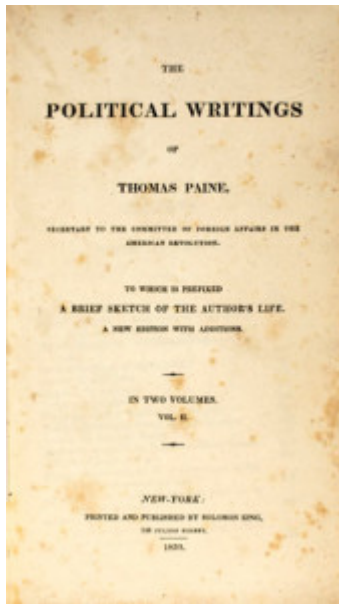 THE
POLITICAL WRITINGS
OF
THOMAS PAINE,
SECRETARY TO THE COMMITTEE OF FOREIGN AFFAIRS IN THE
AMERICAN REVOLUTION.
TO WHICH IS PREFIXED
A BRIEF SKETCH OF THE AUTHOR'S LIFE.
A NEW EDITION WITH ADDITIONS.
IN TWO VOLUMES.
VOL. II.
NEW-YORK:
PRINTED AND PUBLISHED BY SOLOMON KING,
STREET.
1830.